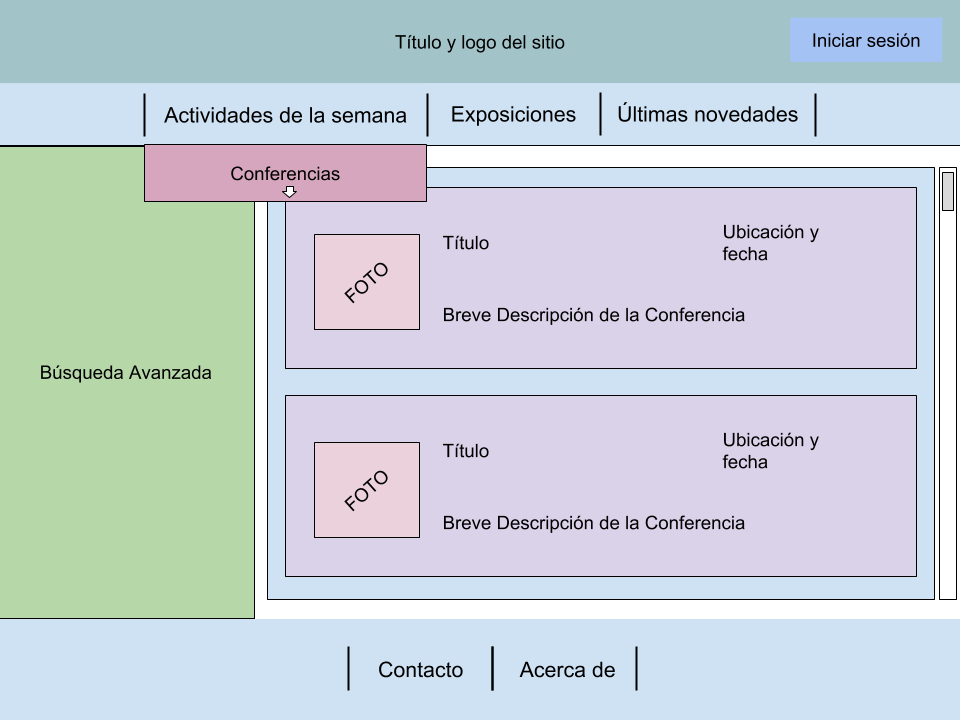 Título y logo del sitio
Iniciar sesión
Actividades de la semana
Exposiciones
Últimas novedades
Conferencias
Búsqueda Avanzada
FOTO
Título
Ubicación y
fecha
Breve Descripción de la Conferencia
FOTO
Título
Ubicación y
fecha
Breve Descripción de la Conferencia
Contacto
Acerca de